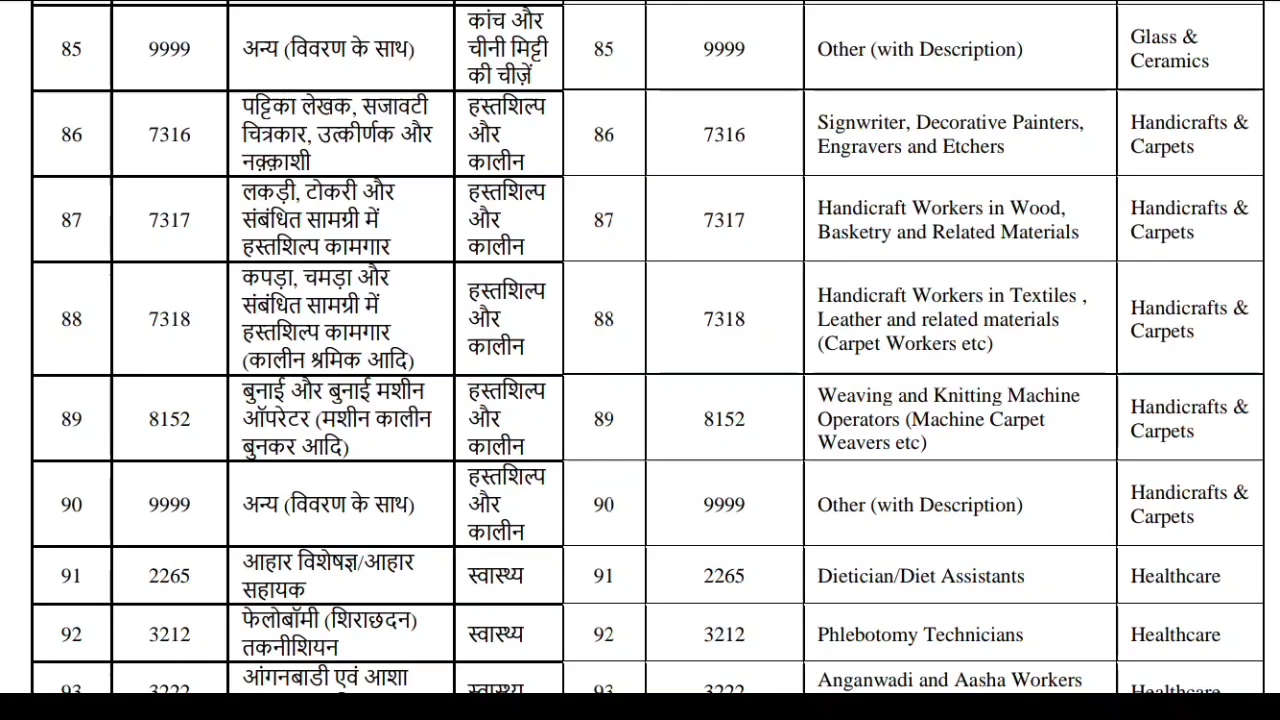 85 9999 अन्य (विवरण के साथ) कांच और चीनी मिट्टी की चीज़ें 85 9999 Other (with Description) Glass & Ceramics
86 7316 पट्टिका लेखक, सजावटी चित्रकार, उत्कीर्णक और नक़्क़ाशी हस्तशिल्प और कालीन 86 7316 Signwriter, Decorative Painters, Engravers and Etchers Handicrafts & Carpets
87 7317 लकड़ी, टोकरी और संबंधित सामग्री में हस्तशिल्प कामगार हस्तशिल्प और कालीन 87 7317 Handicraft Workers in Wood, Basketry and Related Materials Handicrafts & Carpets
88 7318 कपड़ा, चमड़ा और संबंधित सामग्री में हस्तशिल्प कामगार (कालीन श्रमिक आदि) हस्तशिल्प और कालीन 88 7318 Handicraft Workers in Textiles , Leather and related materials (Carpet Workers etc) Handicrafts & Carpets
89 8152 बुनाई और बुनाई मशीन ऑपरेटर (मशीन कालीन बुनकर आदि) हस्तशिल्प और कालीन 89 8152 Weaving and Knitting Machine Operators (Machine Carpet Weavers etc) Handicrafts & Carpets
90 9999 अन्य (विवरण के साथ) हस्तशिल्प और कालीन 90 9999 Other (with Description) Handicrafts & Carpets
91 2265 आहार विशेषज्ञ/आहार सहायक स्वास्थ्य 91 2265 Dietician/Diet Assistants Healthcare
92 3212 फेलोबॉमी (शिराछदन) तकनीशियन स्वास्थ्य 92 3212 Phlebotomy Technicians Healthcare
93 3222 आंगनबाडी एवं आशा स्वास्थ्य 93 3222 Anganwadi and Aasha Workers Healthcare